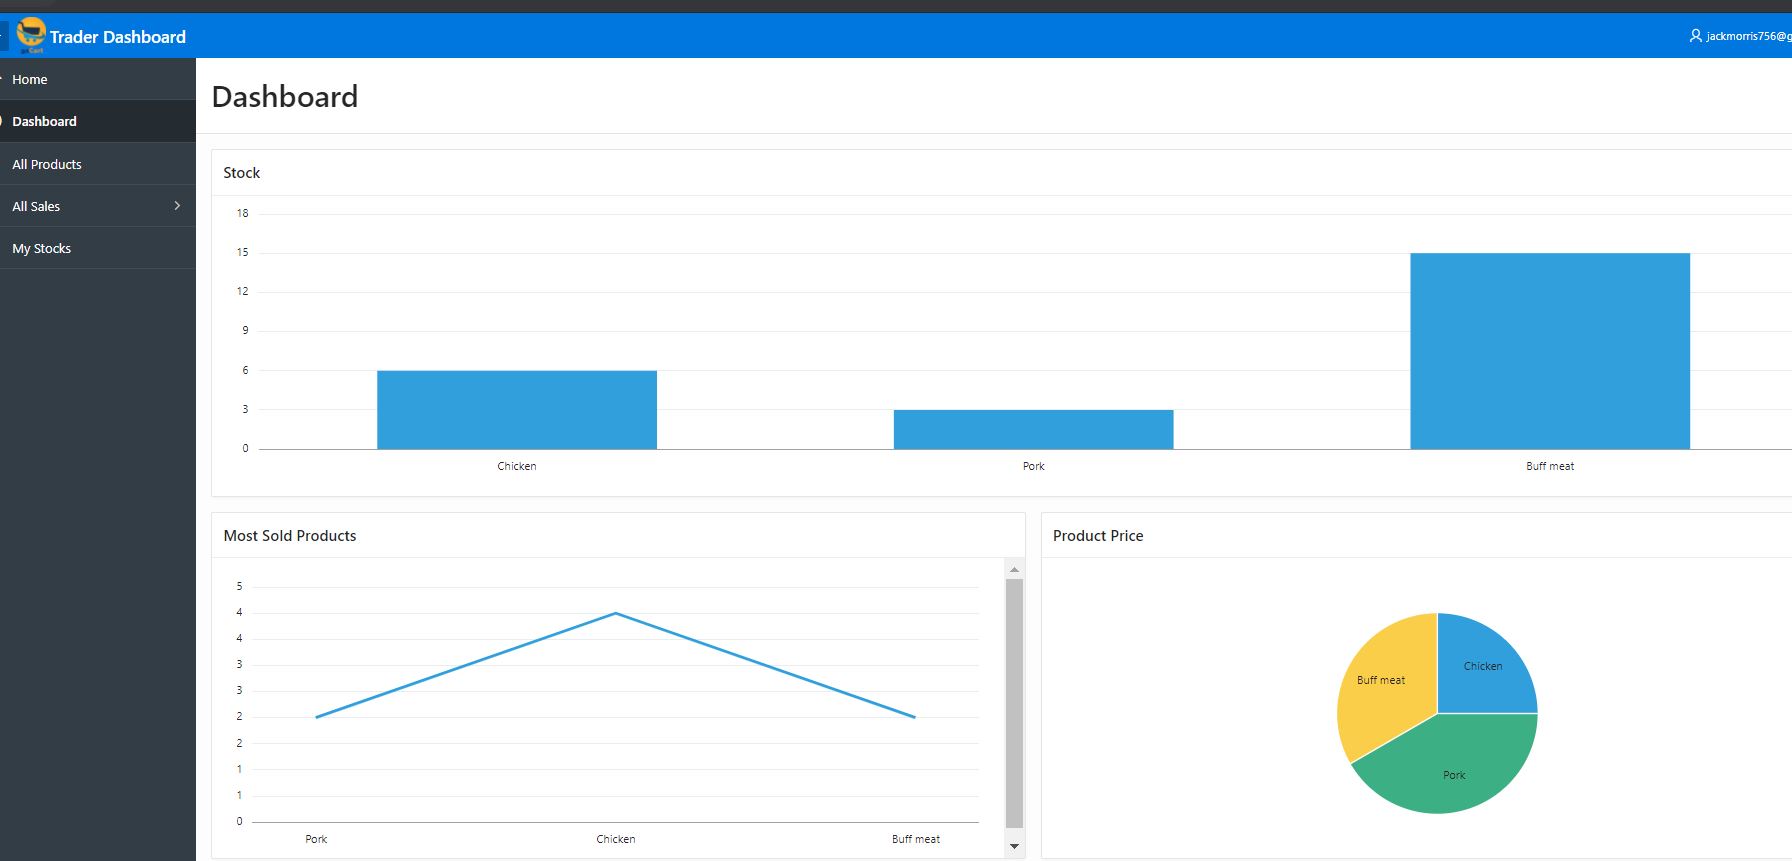 Trader Dashboard
jackmorris756@g
Home
Dashboard
All Products
All Sales
My Stocks
Dashboard
Stock
18
15
12
9
6
3
0
Chicken
Pork
Buff meat
Most Sold Products
5
4
4
3
3
2
2
1
1
0
Pork
Chicken
Buff meat
Product Price
Chicken
Buff meat
Pork